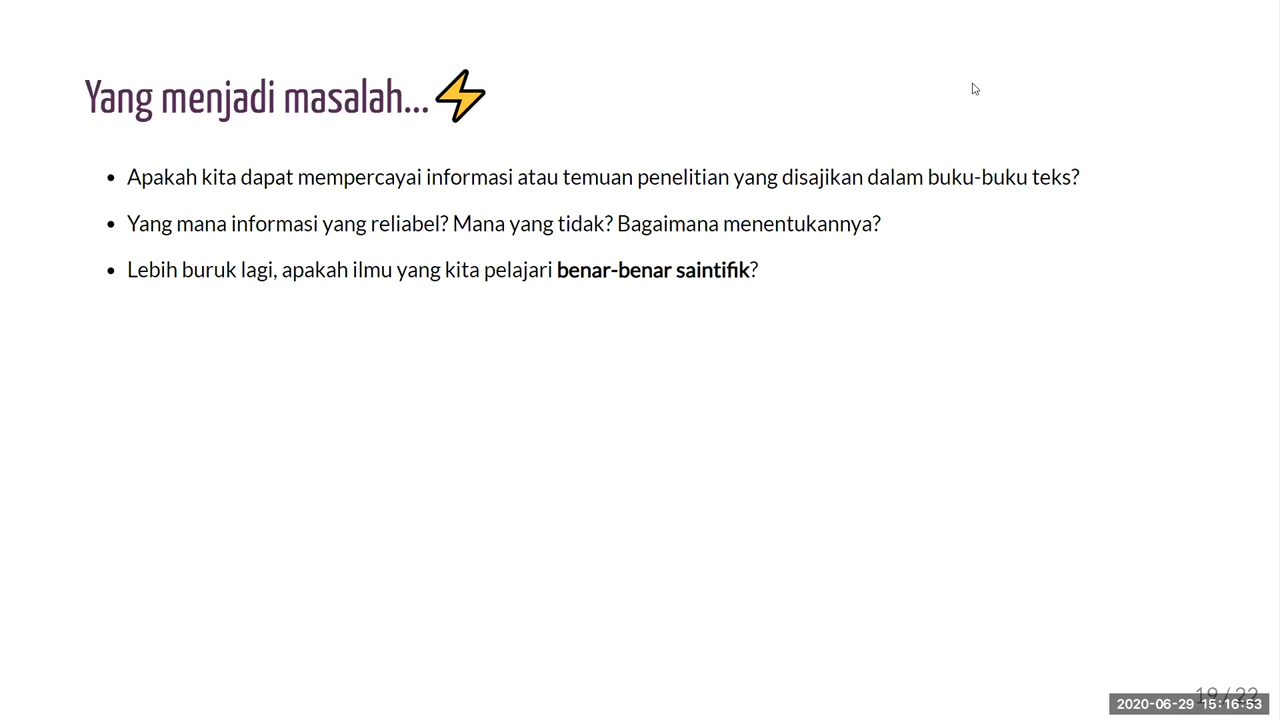 Yang menjadi masalah...⚡
Apakah kita dapat mempercayai informasi atau temuan penelitian yang disajikan dalam buku-buku teks?
Yang mana informasi yang reliabel? Mana yang tidak? Bagaimana menentukannya?
Lebih buruk lagi, apakah ilmu yang kita pelajari benar-benar saintifik?
19 / 22
2020-06-29 15:16:53